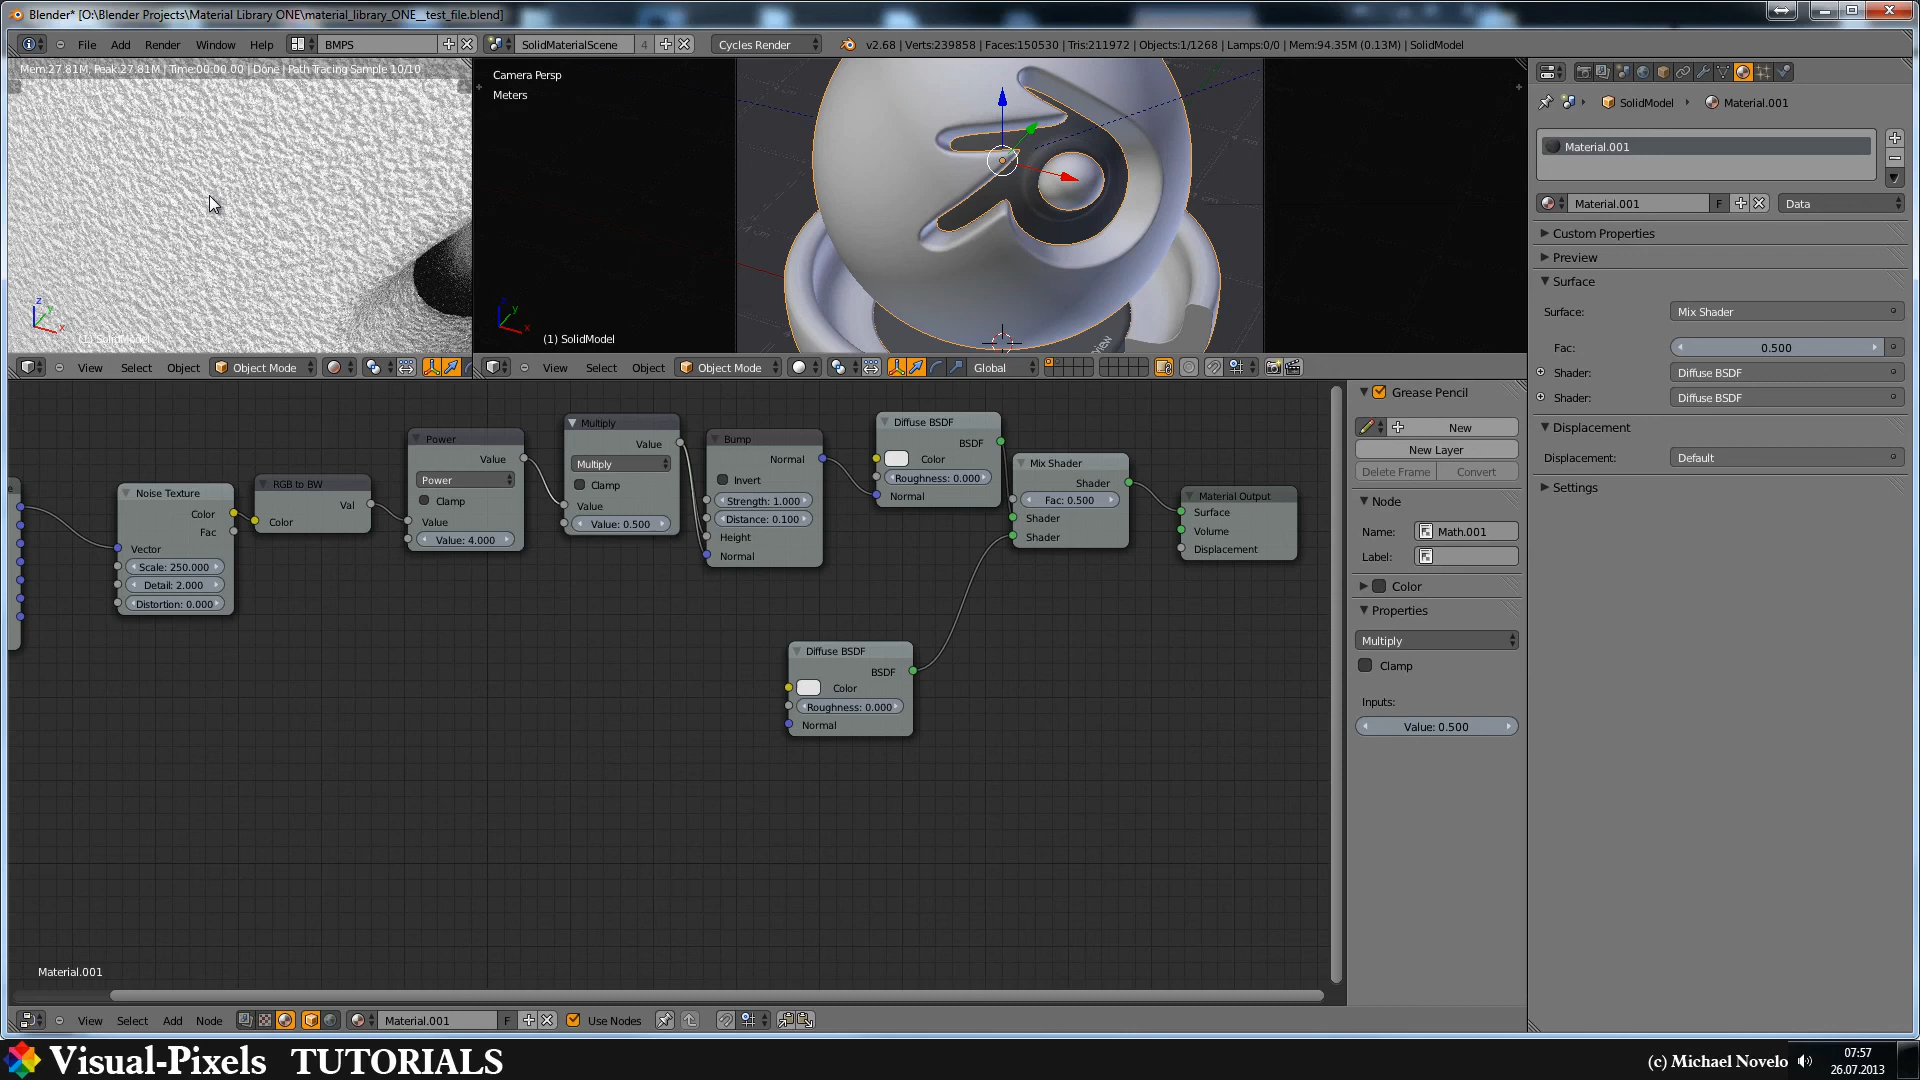 Blender* [O:\Blender Projects\Material Library ONE\material_library_ONE__test_file.blend]
File Add Render Window Help BMPS SolidMaterialScene 4 Cycles Render v2.68 | Verts:239858 | Faces:150530 | Tris:211972 | Objects:1/1268 | Lamps:0/0 | Mem:94.35M (0.13M) | SolidModel
Mem:27.81M, Peak:27.81M | Time:00:00.00 | Done | Path Tracing Sample 10/10
(1) SolidModel
View Select Object Object Mode
Camera Persp
Meters
(1) SolidModel
View Select Object Object Mode Global
Noise Texture
Color
Fac
Vector
Scale: 250.000
Detail: 2.000
Distortion: 0.000
RGB to BW
Val
Color
Power
Value
Power
Clamp
Value
Value: 4.000
Multiply
Value
Multiply
Clamp
Value
Value: 0.500
Bump
Normal
Invert
Strength: 1.000
Distance: 0.100
Height
Normal
Diffuse BSDF
BSDF
Color
Roughness: 0.000
Normal
Mix Shader
Shader
Fac: 0.500
Shader
Shader
Material Output
Surface
Volume
Displacement
Diffuse BSDF
BSDF
Color
Roughness: 0.000
Normal
Material.001
Grease Pencil
New
New Layer
Delete Frame Convert
Node
Name: Math.001
Label:
Color
Properties
Multiply
Clamp
Inputs:
Value: 0.500
SolidModel Material.001
Material.001
Material.001 F Data
Custom Properties
Preview
Surface
Surface: Mix Shader
Fac: 0.500
Shader: Diffuse BSDF
Shader: Diffuse BSDF
Displacement
Displacement: Default
Settings
View Select Add Node Material.001 F Use Nodes
Visual-Pixels TUTORIALS
(c) Michael Novelo
07:57
26.07.2013